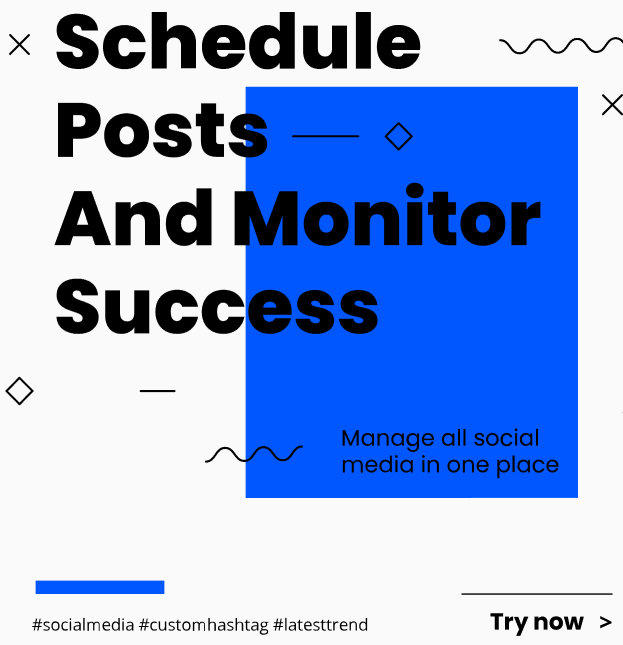 Schedule
Posts
And Monitor
Success
Manage all social
media in one place
#socialmedia #customhashtag #latesttrend
Try now >